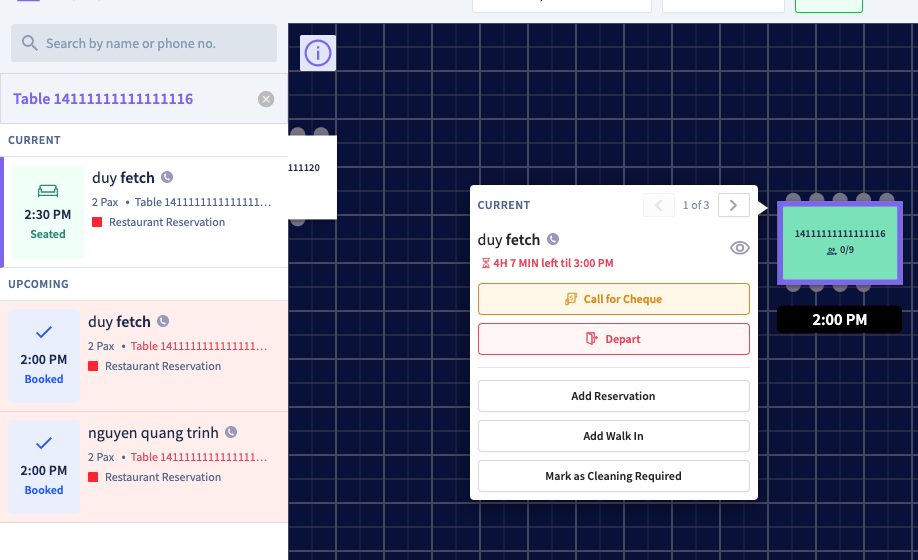 Search by name or phone no.
Table 14111111111111116
CURRENT
duy fetch
2:30 PM
Seated
2 Pax • Table 141111111111111…
Restaurant Reservation
UPCOMING
duy fetch
2:00 PM
Booked
2 Pax • Table 141111111111111…
Restaurant Reservation
nguyen quang trinh
2:00 PM
Booked
2 Pax • Table 141111111111111…
Restaurant Reservation
111120
CURRENT
1 of 3
duy fetch
4H 7 MIN left til 3:00 PM
Call for Cheque
Depart
Add Reservation
Add Walk In
Mark as Cleaning Required
14111111111111116
0/9
2:00 PM